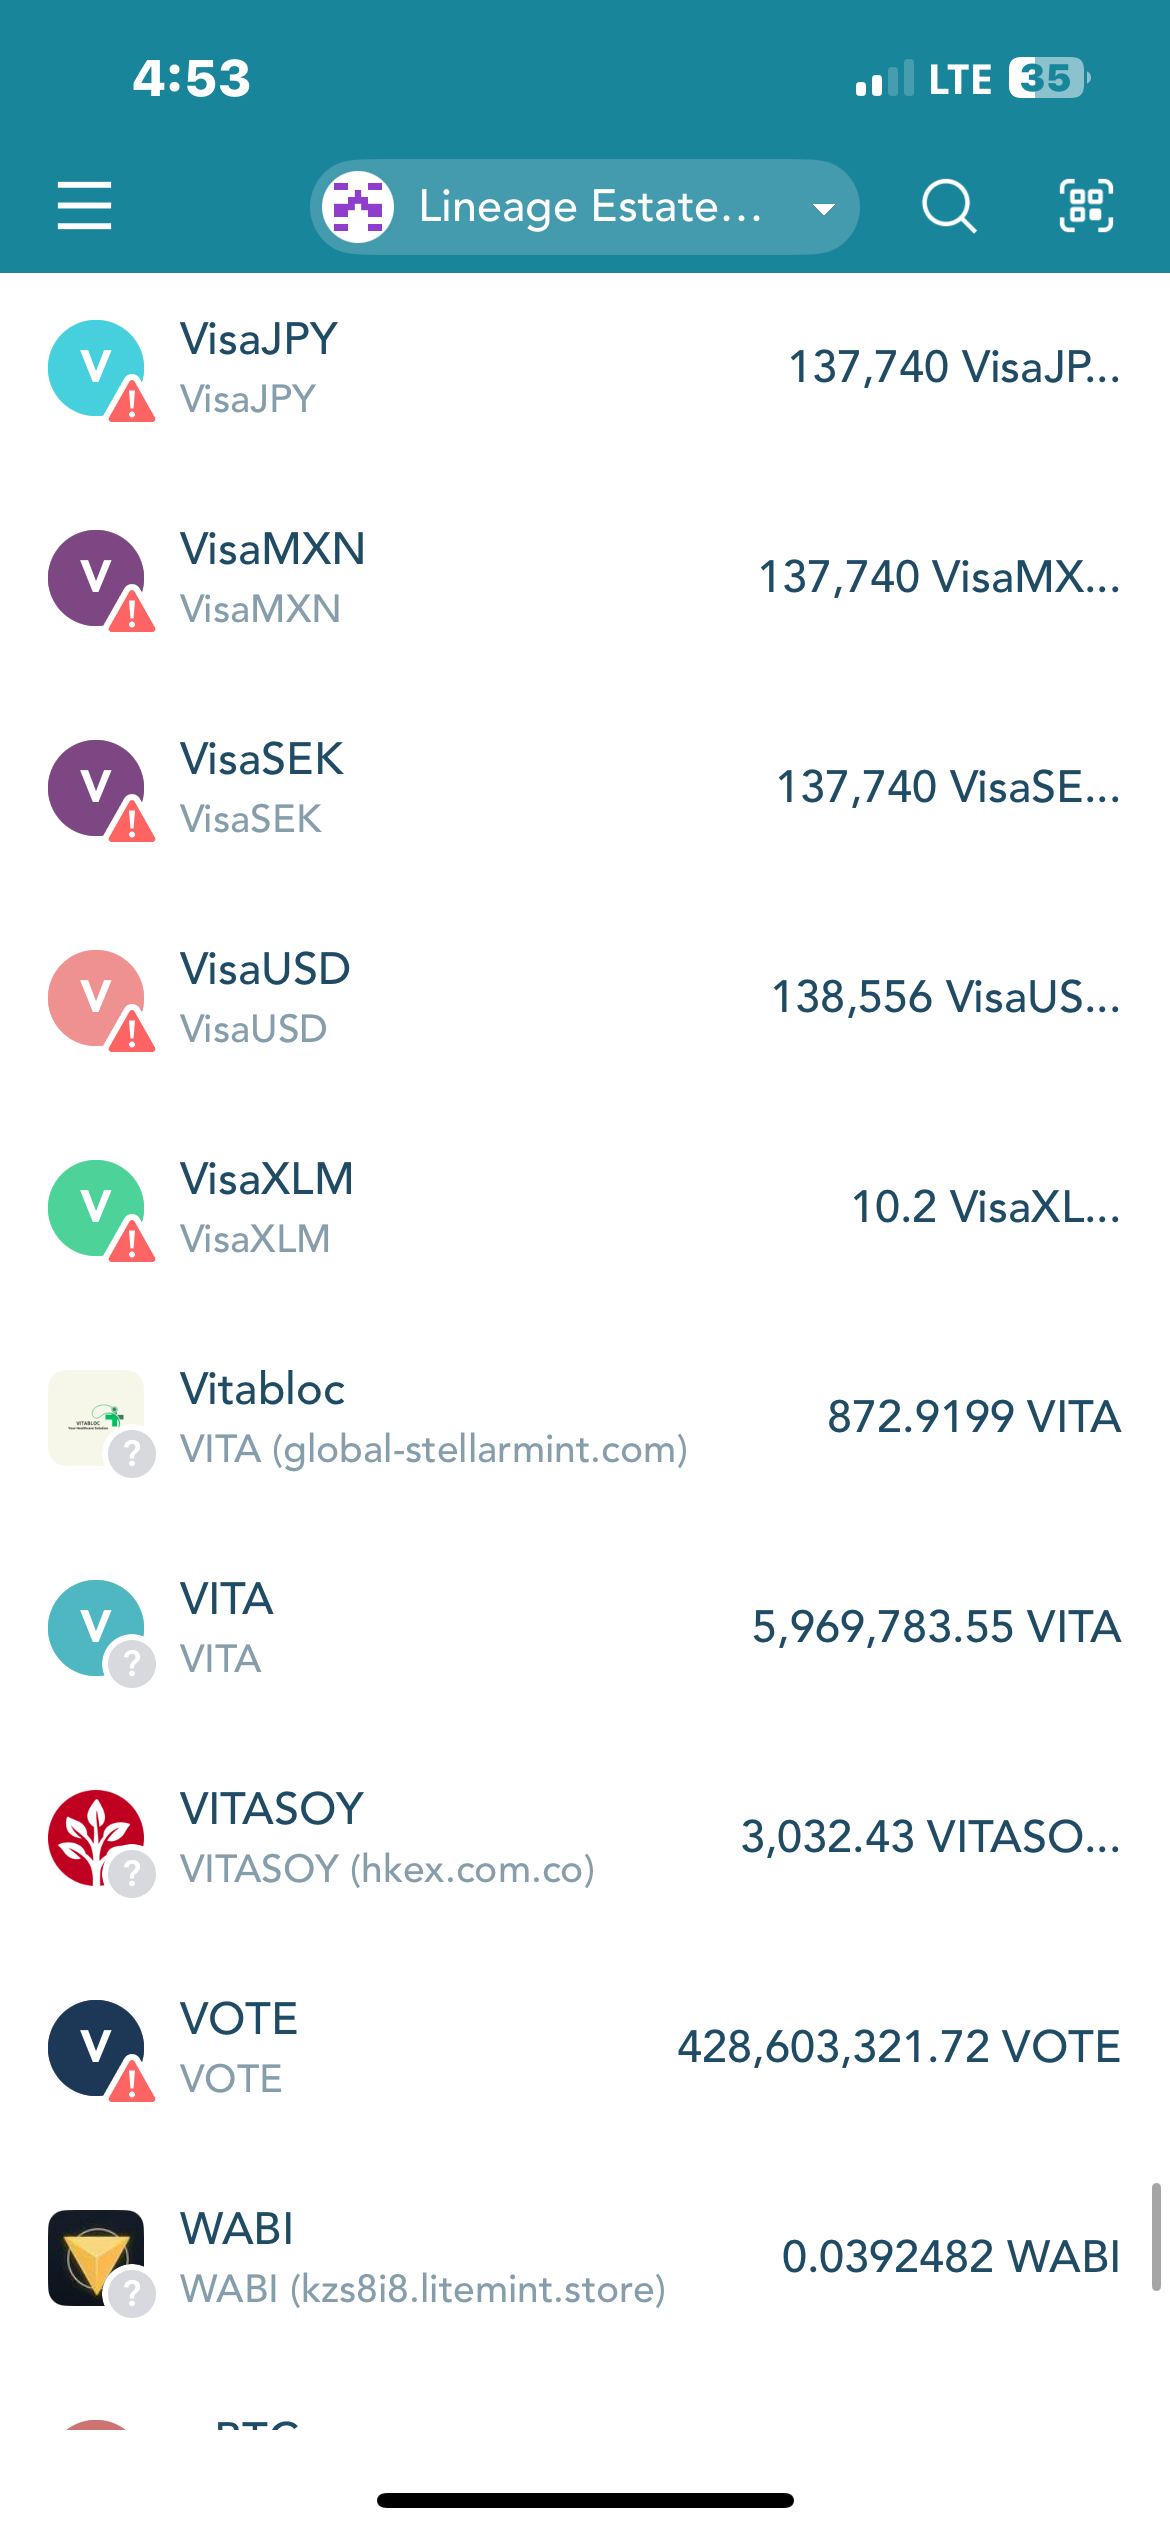 4:53
LTE 35
Lineage Estate...
V
VisaJPY
137,740 VisaJP...
VisaJPY
V
VisaMXN
137,740 VisaMX...
VisaMXN
V
VisaSEK
137,740 VisaSE...
VisaSEK
V
VisaUSD
138,556 VisaUS...
VisaUSD
V
VisaXLM
10.2 VisaXL...
VisaXLM
VITABLOC
Vitabloc
872.9199 VITA
VITA (global-stellarmint.com)
?
V
VITA
5,969,783.55 VITA
VITA
?
VITASOY
3,032.43 VITASO...
VITASOY (hkex.com.co)
?
V
VOTE
428,603,321.72 VOTE
VOTE
WABI
0.0392482 WABI
WABI (kzs8i8.litemint.store)
?